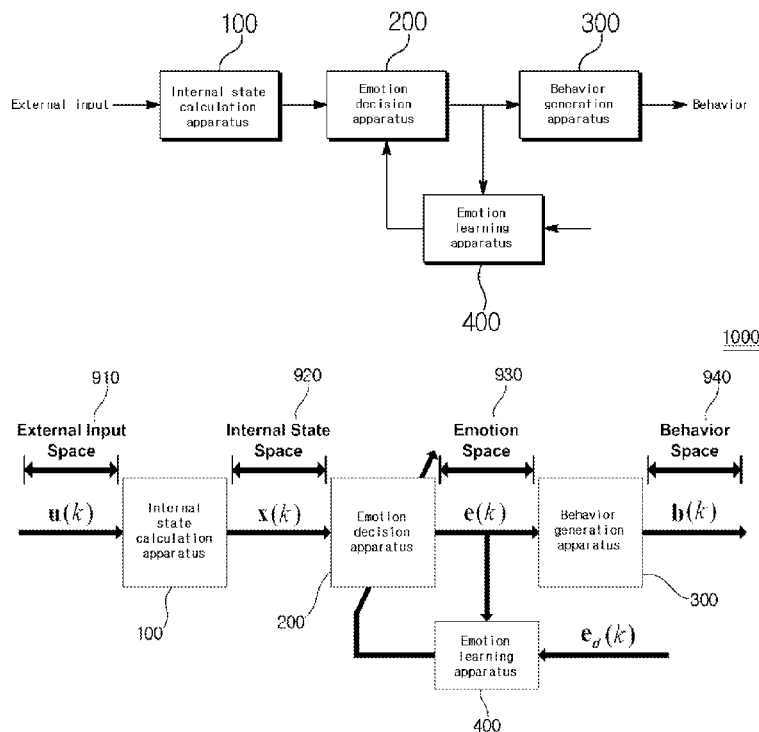 100
200
300
External input
Internal state
calculation
apparatus
Emotion
decision
apparatus
Behavior
generation
apparatus
Behavior
Emotion
learning
apparatus
400
1000
910
920
930
940
External Input
Space
Internal State
Space
Emotion
Space
Behavior
Space
u(k)
Internal
state
calculation
apparatus
x(k)
Emotion
decision
apparatus
e(k)
Behavior
generation
apparatus
b(k)
100
200
300
Emotion
learning
apparatus
e_d(k)
400